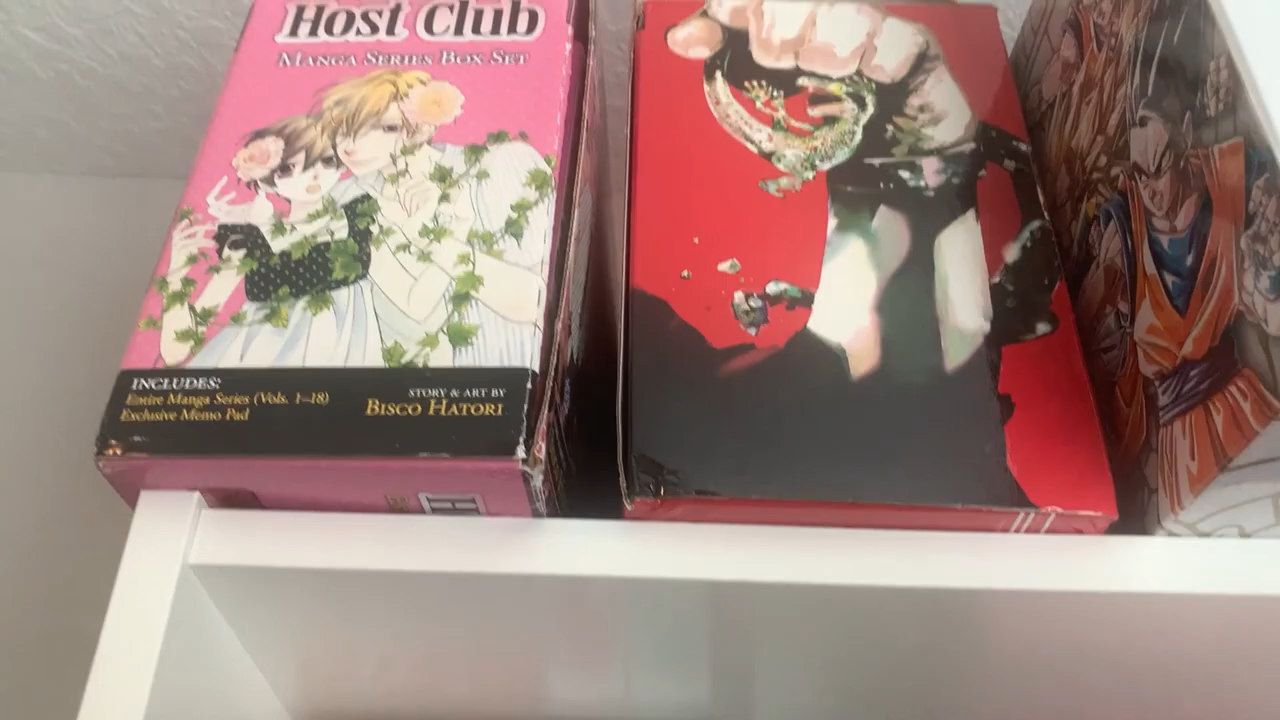 Host Club
MANGA SERIES BOX SET
INCLUDES:
Entire Manga Series (Vols. 1–18)
Exclusive Memo Pad
STORY & ART BY
BISCO HATORI
H